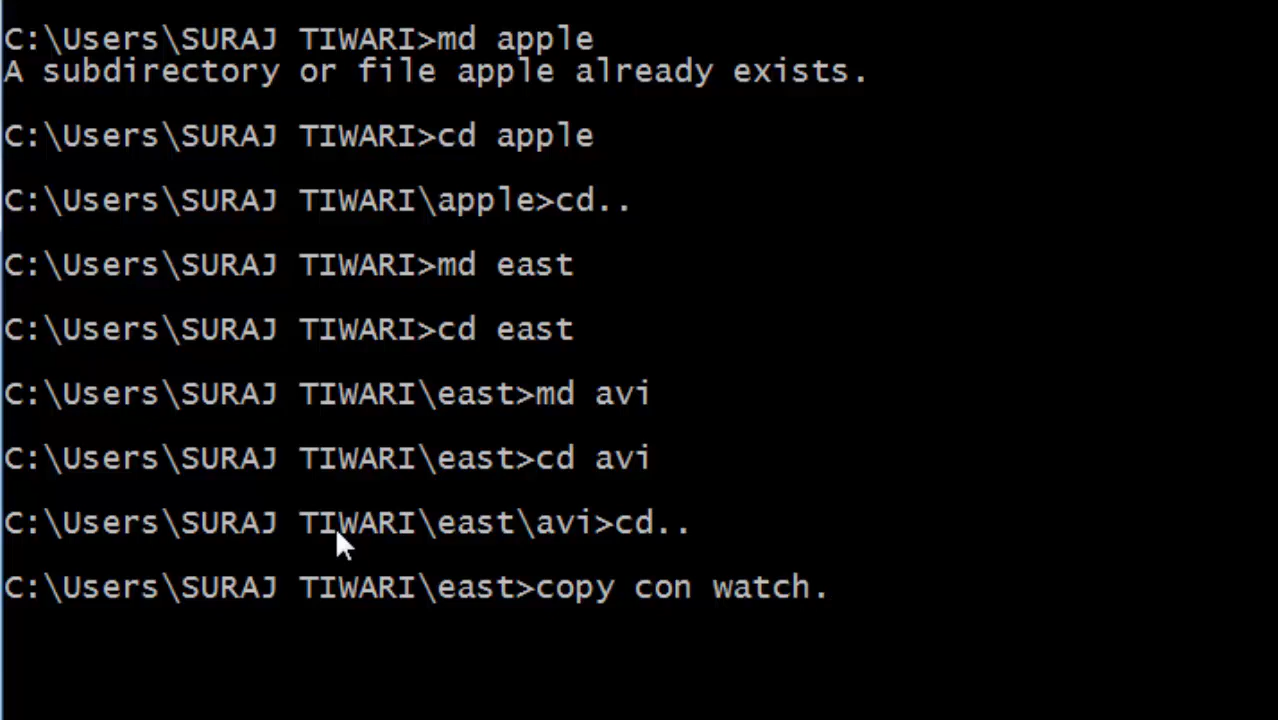 C:\Users\SURAJ TIWARI>md apple
A subdirectory or file apple already exists.
C:\Users\SURAJ TIWARI>cd apple
C:\Users\SURAJ TIWARI\apple>cd..
C:\Users\SURAJ TIWARI>md east
C:\Users\SURAJ TIWARI>cd east
C:\Users\SURAJ TIWARI\east>md avi
C:\Users\SURAJ TIWARI\east>cd avi
C:\Users\SURAJ TIWARI\east\avi>cd..
C:\Users\SURAJ TIWARI\east>copy con watch.